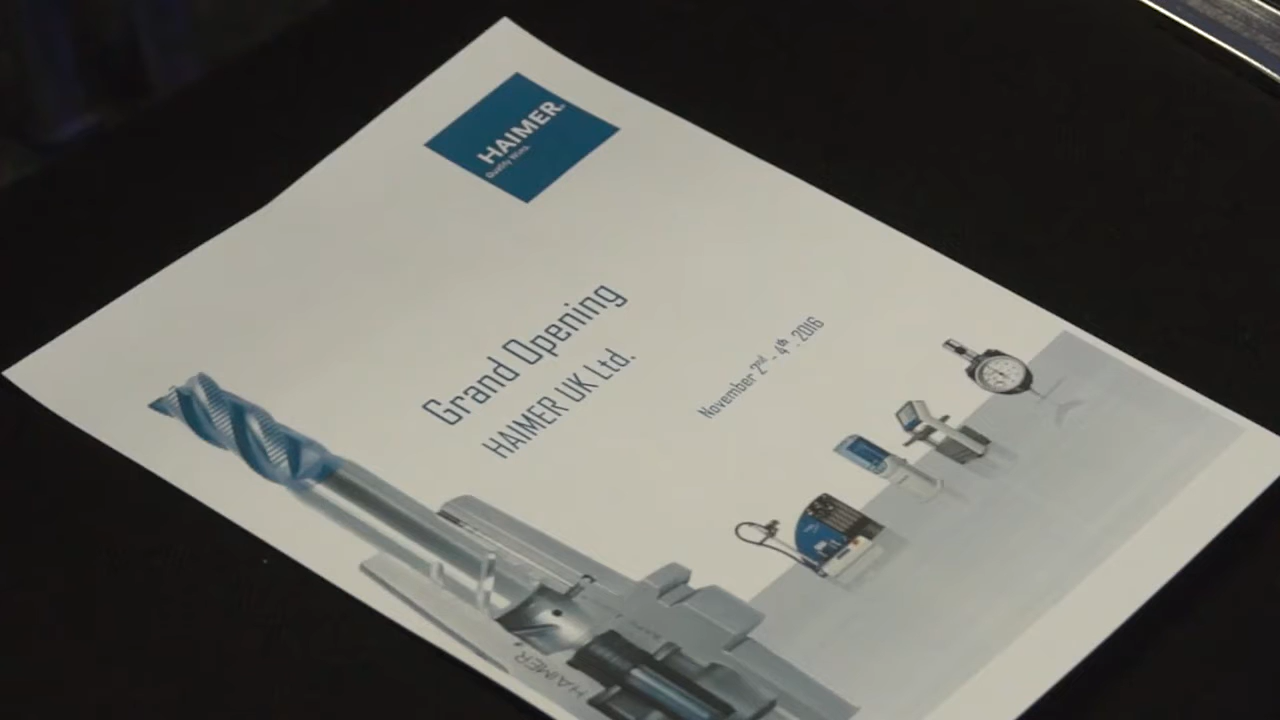 HAIMER®
Quality Wins.
Grand Opening
HAIMER UK Ltd.
November 2nd - 4th, 2016
HAIMER